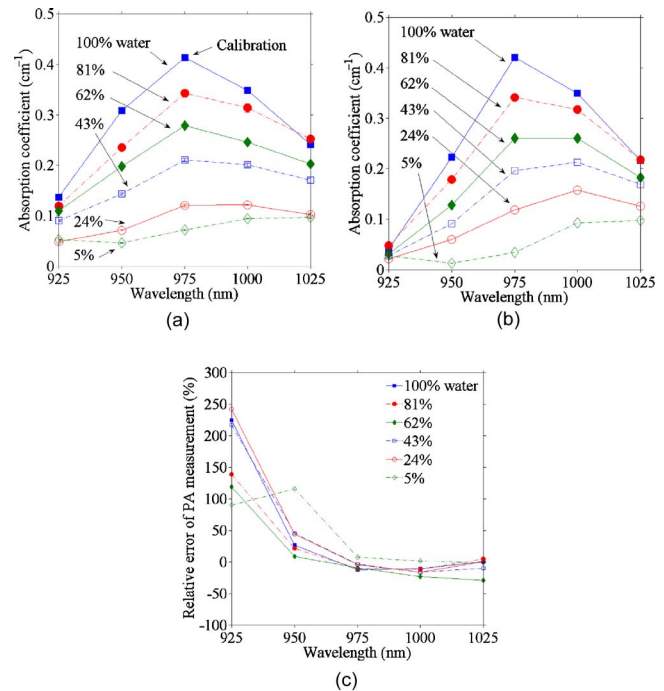 0.5
0.4
0.3
0.2
0.1
0
Absorption coefficient (cm⁻¹)
100% water
Calibration
81%
62%
43%
24%
5%
925 950 975 1000 1025
Wavelength (nm)
(a)
0.5
0.4
0.3
0.2
0.1
0
Absorption coefficient (cm⁻¹)
100% water
81%
62%
43%
24%
5%
925 950 975 1000 1025
Wavelength (nm)
(b)
300
250
200
150
100
50
0
-50
-100
Relative error of PA measurement (%)
100% water
81%
62%
43%
24%
5%
925 950 975 1000 1025
Wavelength (nm)
(c)